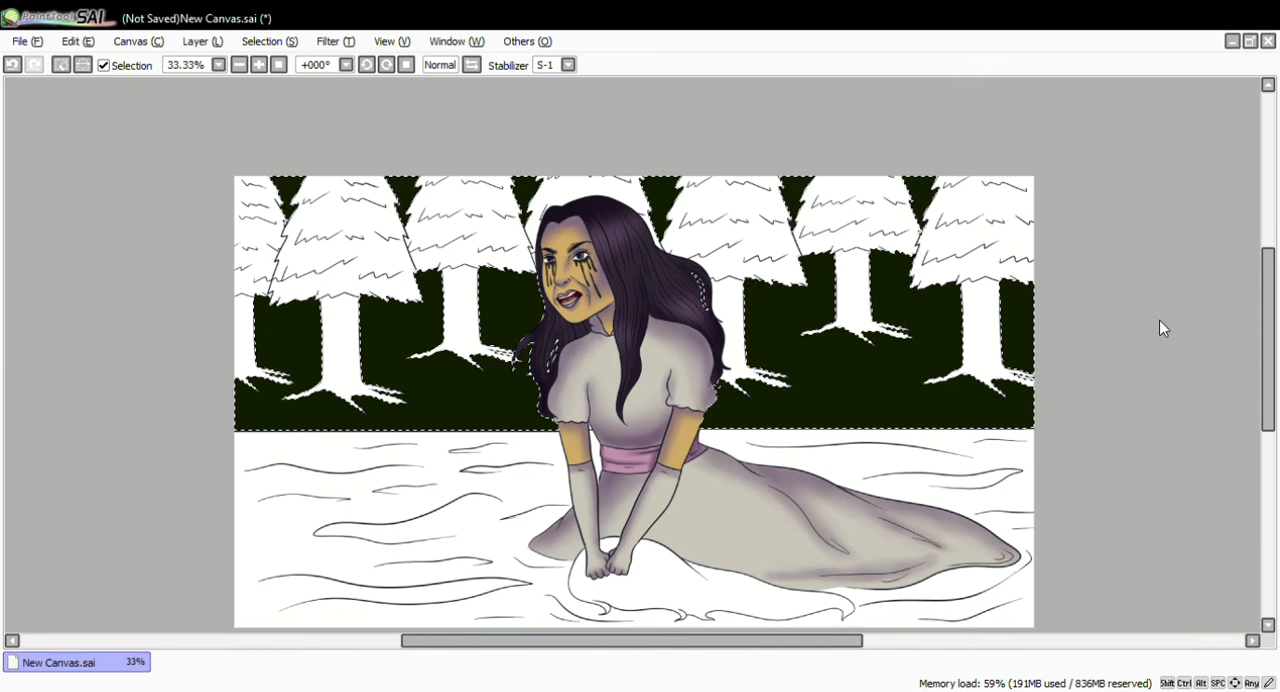 PaintTool SAI (Not Saved)New Canvas.sai (*)
File (F) Edit (E) Canvas (C) Layer (L) Selection (S) Filter (T) View (V) Window (W) Others (O)
Selection 33.33% +000° Normal Stabilizer S-1
New Canvas.sai 33%
Memory load: 59% (191MB used / 836MB reserved) Shift Ctrl Alt SPC Any